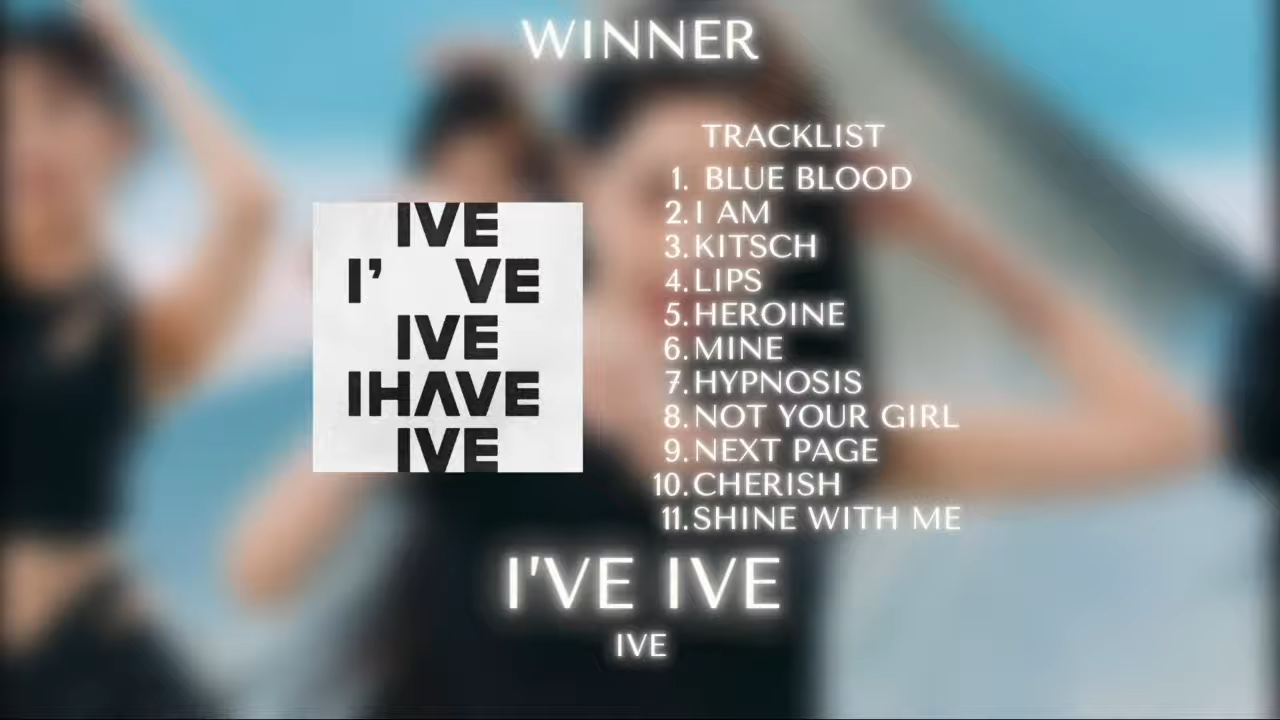 WINNER
IVE
I' VE
IVE
IHAVE
IVE
TRACKLIST
1. BLUE BLOOD
2. I AM
3. KITSCH
4. LIPS
5. HEROINE
6. MINE
7. HYPNOSIS
8. NOT YOUR GIRL
9. NEXT PAGE
10. CHERISH
11. SHINE WITH ME
I'VE IVE
IVE